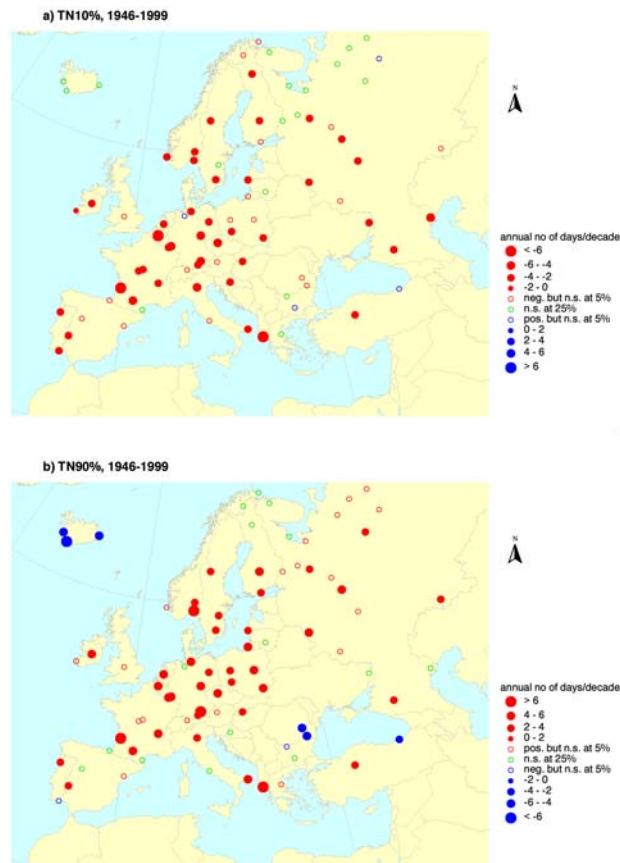 a) TN10%, 1946-1999
N
annual no of days/decade
< -6
-6 - -4
-4 - -2
-2 - 0
neg. but n.s. at 5%
n.s. at 25%
pos. but n.s. at 5%
0 - 2
2 - 4
4 - 6
> 6
b) TN90%, 1946-1999
N
annual no of days/decade
> 6
4 - 6
2 - 4
0 - 2
pos. but n.s. at 5%
n.s. at 25%
neg. but n.s. at 5%
-2 - 0
-4 - -2
-6 - -4
< -6